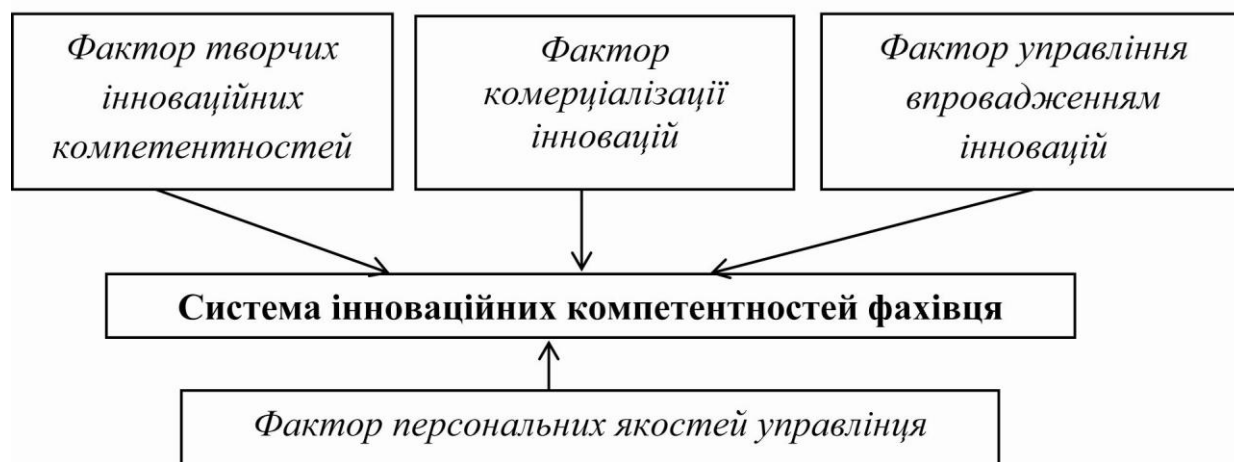 Фактор творчих
інноваційних
компетентностей
Фактор
комерціалізації
інновацій
Фактор управління
впровадженням
інновацій
Система інноваційних компетентностей фахівця
Фактор персональних якостей управлінця